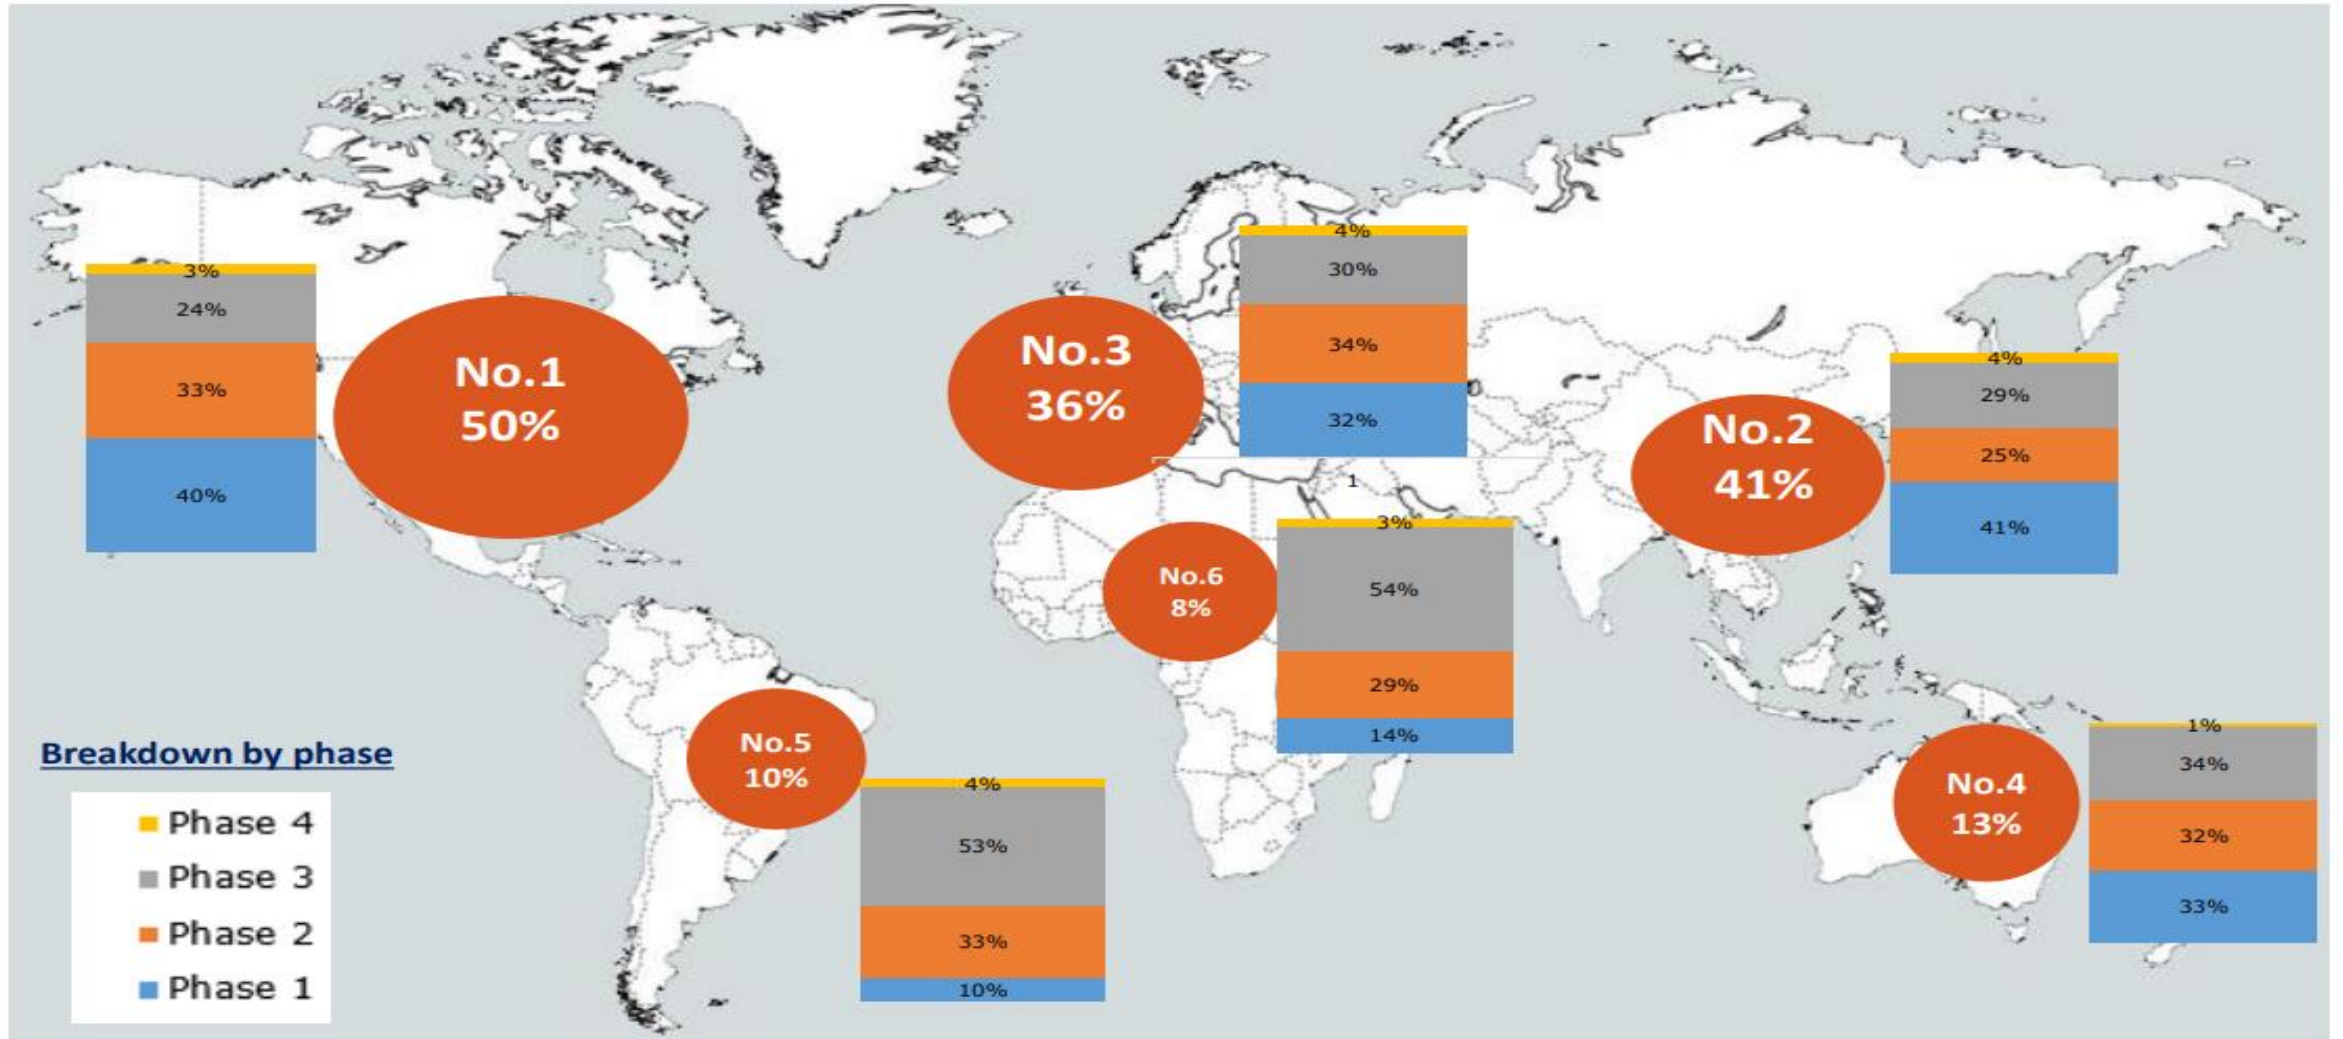 3%
24%
33%
40%
No.1
50%
No.3
36%
4%
30%
34%
32%
1
No.2
41%
4%
29%
25%
41%
No.6
8%
3%
54%
29%
14%
No.5
10%
4%
53%
33%
10%
No.4
13%
1%
34%
32%
33%
Breakdown by phase
Phase 4
Phase 3
Phase 2
Phase 1